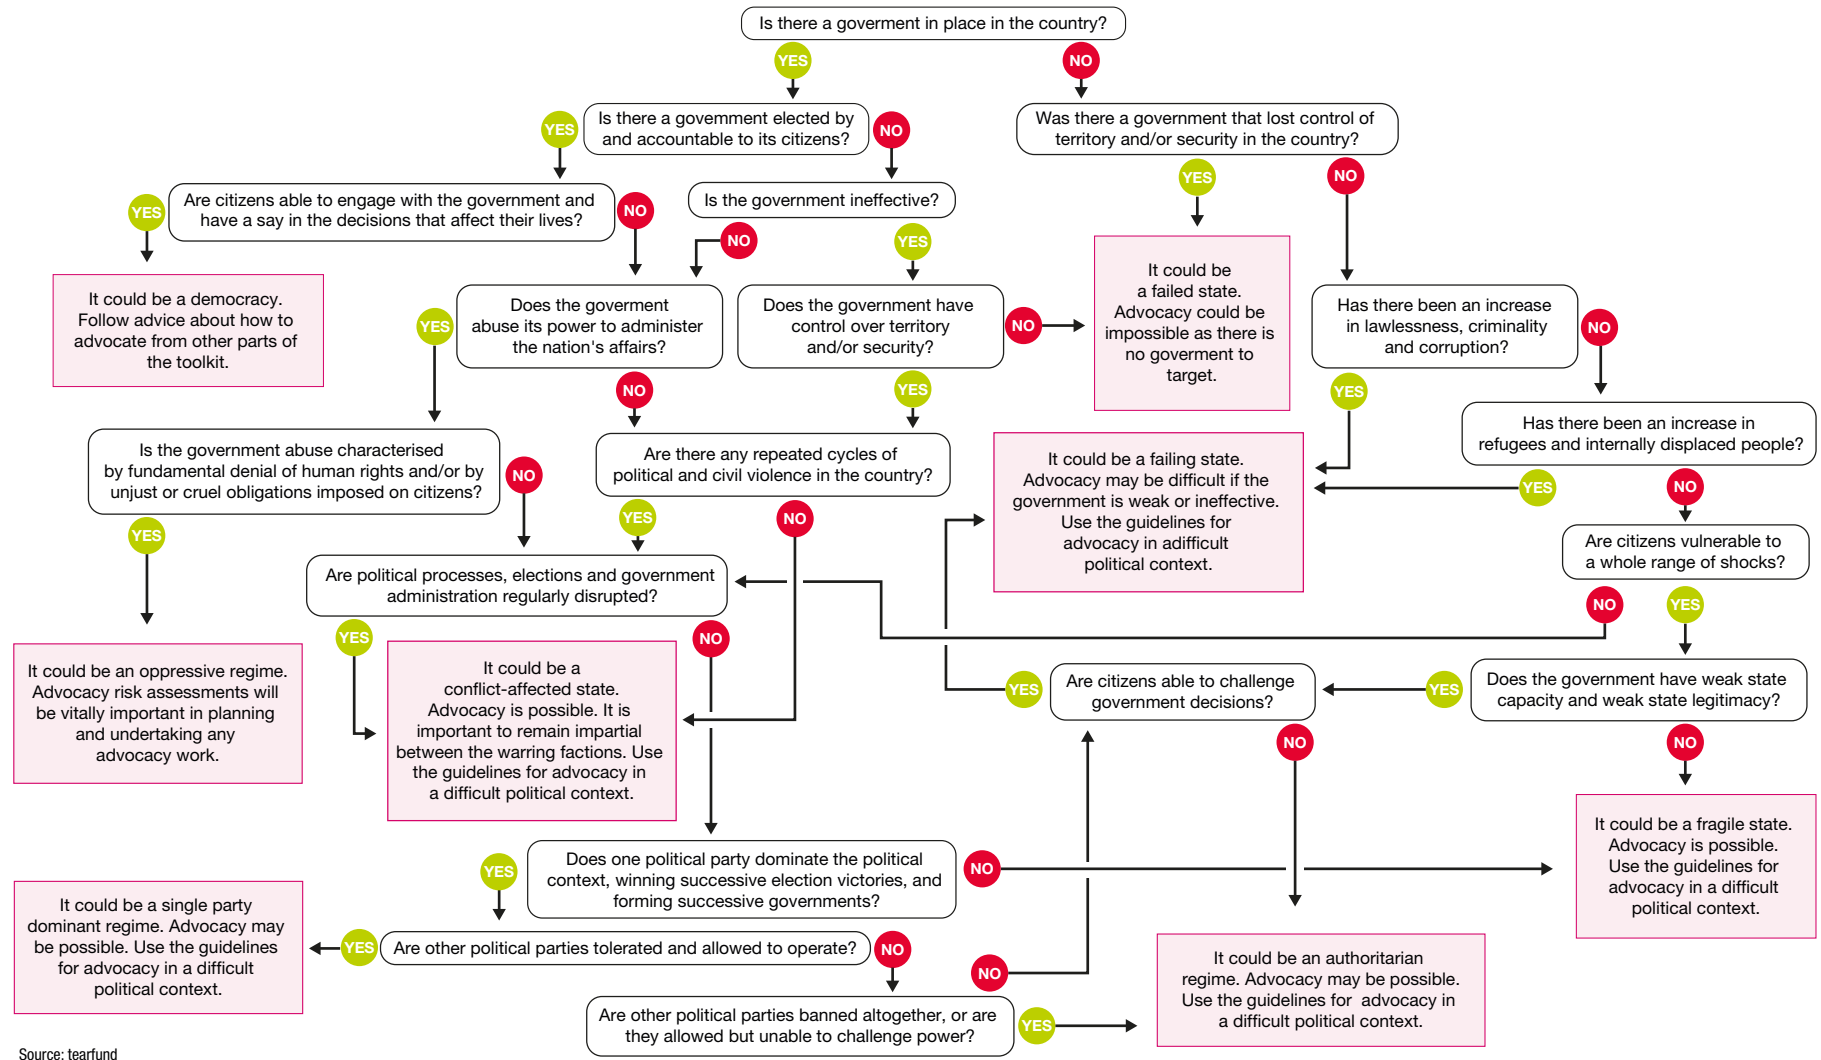 Is there a goverment in place in the country?
YES
NO
Is there a government elected by
and accountable to its citizens?
YES
NO
Was there a government that lost control of
territory and/or security in the country?
YES
NO
Are citizens able to engage with the government and
have a say in the decisions that affect their lives?
YES
NO
Is the government ineffective?
NO
YES
It could be a democracy.
Follow advice about how to
advocate from other parts of
the toolkit.
Does the goverment
abuse its power to administer
the nation's affairs?
YES
NO
Does the government have
control over territory
and/or security?
NO
YES
It could be
a failed state.
Advocacy could be
impossible as there is
no goverment to
target.
Has there been an increase
in lawlessness, criminality
and corruption?
NO
YES
Has there been an increase in
refugees and internally displaced people?
YES
NO
Is the government abuse characterised
by fundamental denial of human rights and/or by
unjust or cruel obligations imposed on citizens?
NO
YES
Are there any repeated cycles of
political and civil violence in the country?
YES
NO
It could be a failing state.
Advocacy may be difficult if the
government is weak or ineffective.
Use the guidelines for
advocacy in adifficult
political context.
Are citizens vulnerable to
a whole range of shocks?
NO
YES
Are political processes, elections and government
administration regularly disrupted?
YES
NO
It could be an oppressive regime.
Advocacy risk assessments will
be vitally important in planning
and undertaking any
advocacy work.
It could be a
conflict-affected state.
Advocacy is possible. It is
important to remain impartial
between the warring factions. Use
the guidelines for advocacy in
a difficult political context.
YES
Are citizens able to challenge
government decisions?
NO
YES
Does the government have weak state
capacity and weak state legitimacy?
NO
It could be a fragile state.
Advocacy is possible.
Use the guidelines for
advocacy in a difficult
political context.
YES
Does one political party dominate the political
context, winning successive election victories, and
forming successive governments?
NO
It could be a single party
dominant regime. Advocacy may
be possible. Use the guidelines
for advocacy in a difficult
political context.
YES
Are other political parties tolerated and allowed to operate?
NO
NO
Are other political parties banned altogether, or are
they allowed but unable to challenge power?
YES
It could be an authoritarian
regime. Advocacy may be possible.
Use the guidelines for advocacy in
a difficult political context.
Source: tearfund